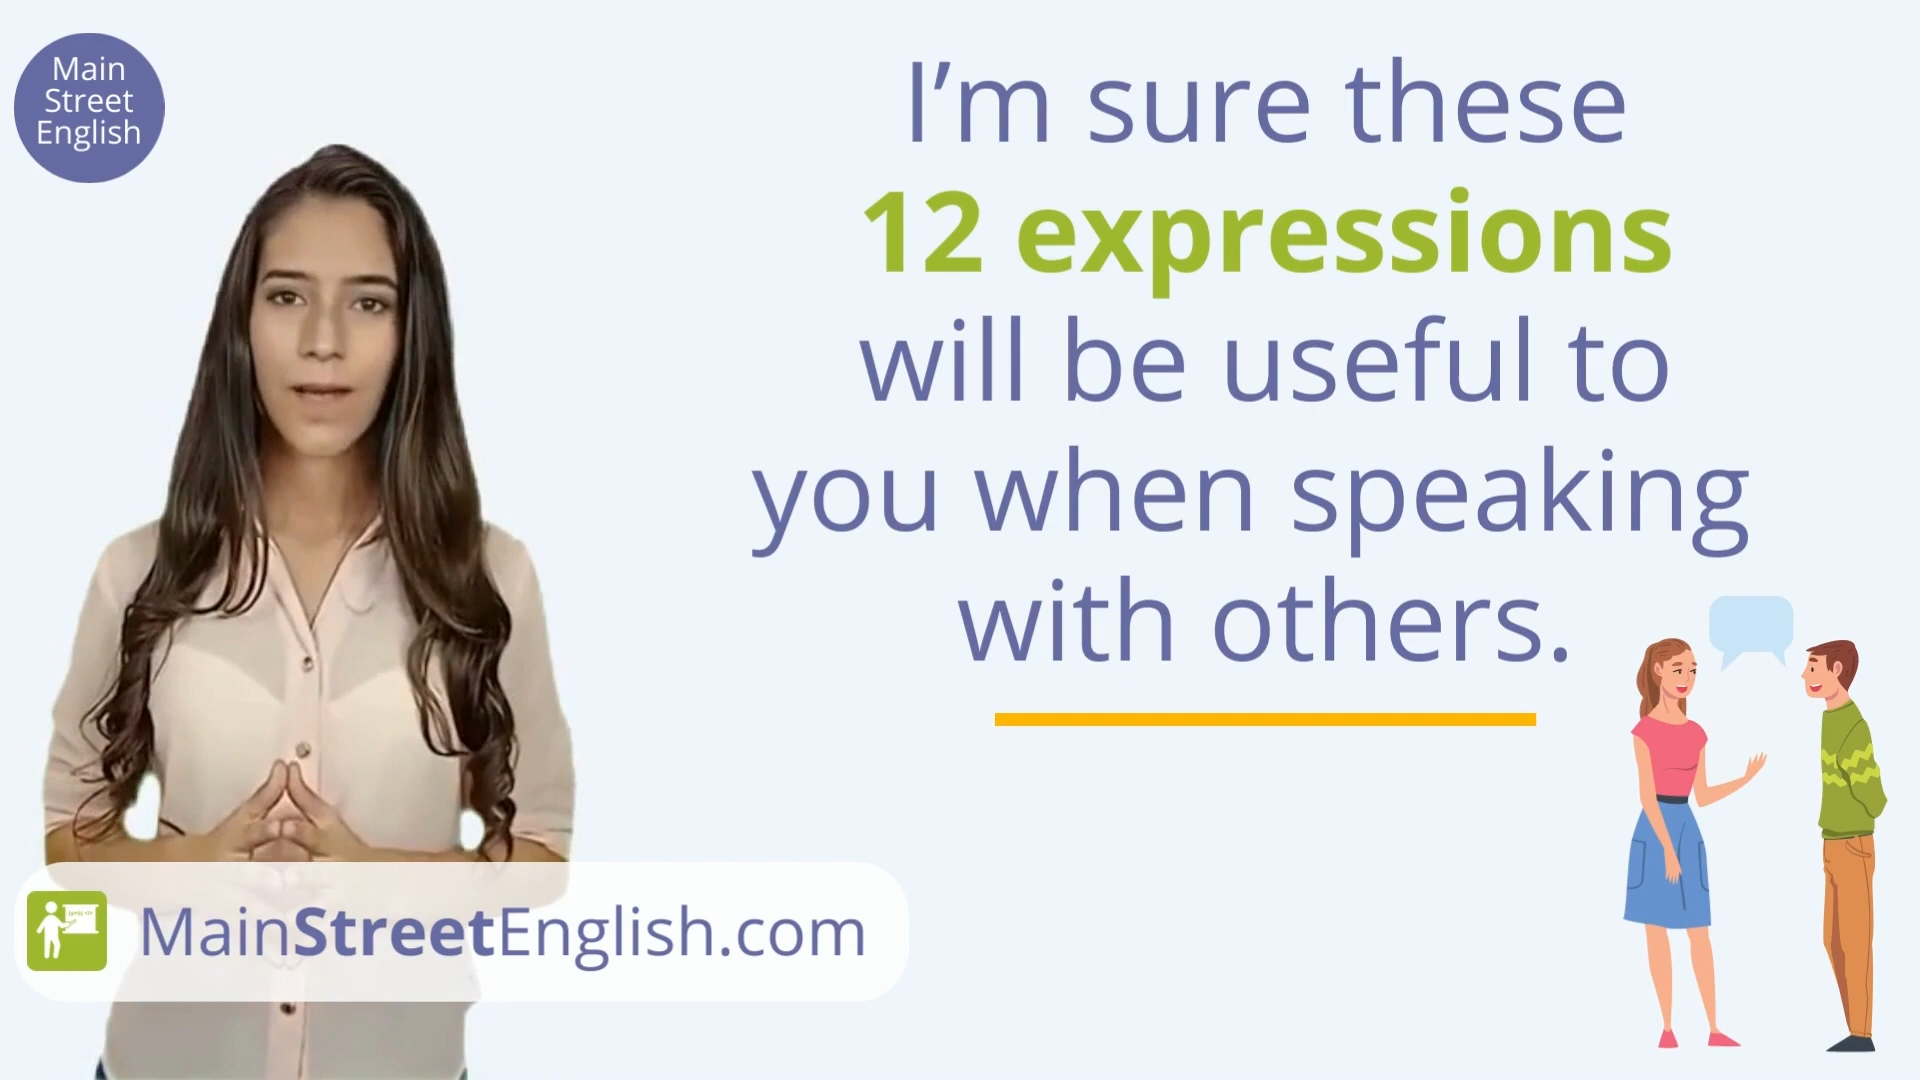 Main
Street
English
I’m sure these
12 expressions
will be useful to
you when speaking
with others.
MainStreetEnglish.com